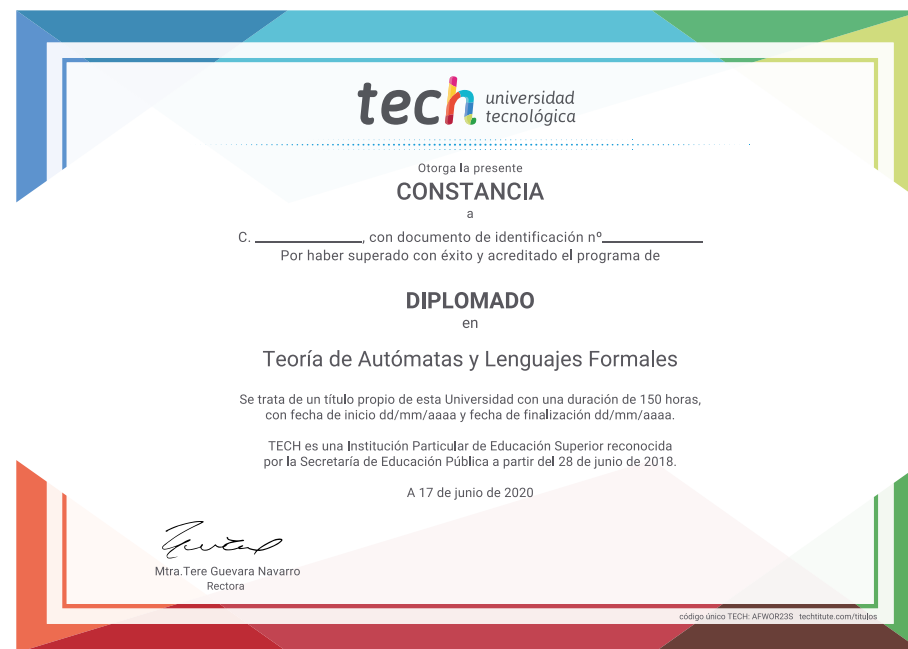 tech universidad
tecnológica
Otorga la presente
CONSTANCIA
a
C. ____________, con documento de identificación nº____________
Por haber superado con éxito y acreditado el programa de
DIPLOMADO
en
Teoría de Autómatas y Lenguajes Formales
Se trata de un título propio de esta Universidad con una duración de 150 horas,
con fecha de inicio dd/mm/aaaa y fecha de finalización dd/mm/aaaa.
TECH es una Institución Particular de Educación Superior reconocida
por la Secretaría de Educación Pública a partir del 28 de junio de 2018.
A 17 de junio de 2020
Mtra.Tere Guevara Navarro
Rectora
código único TECH: AFWOR23S techtitute.com/titulos